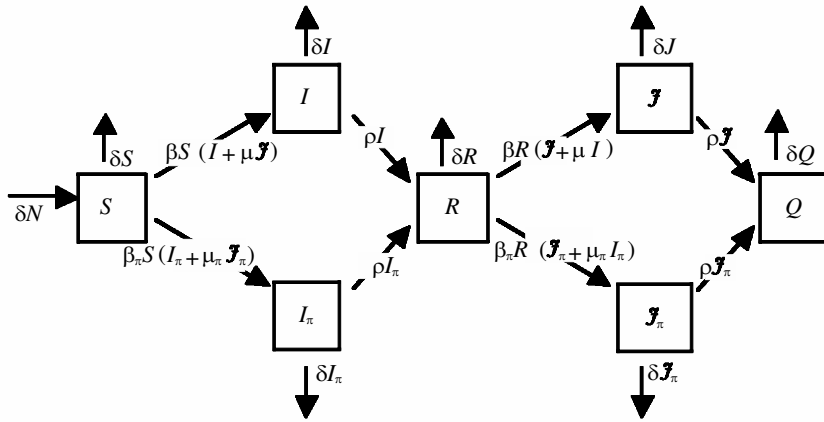 δI
δJ
I
𝕵
δS
βS (I + μ𝕵)
ρI
δR
βR (𝕵 + μ I)
ρ𝕵
δQ
δN
S
R
Q
βπS (Iπ + μπ 𝕵π)
ρIπ
βπR (𝕵π + μπ Iπ)
ρ𝕵π
Iπ
𝕵π
δIπ
δ𝕵π